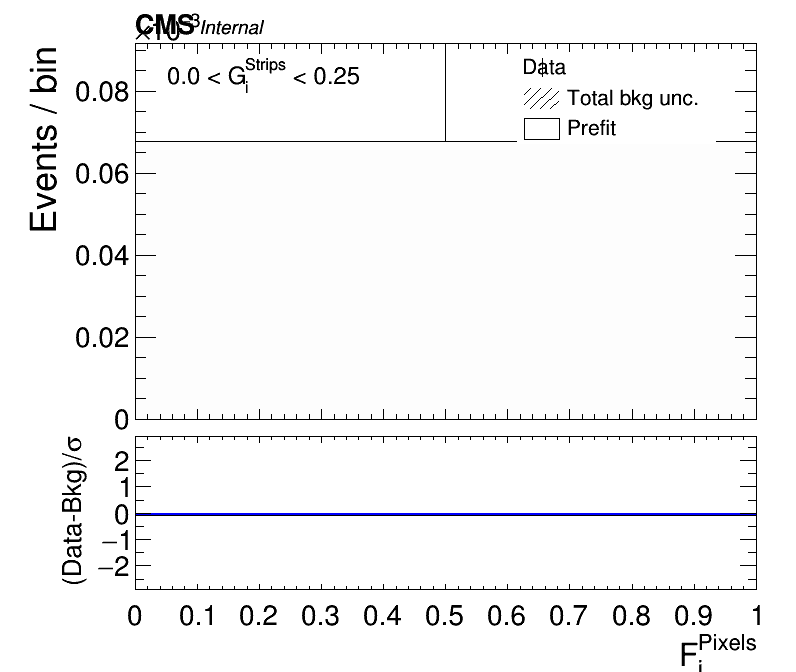 CMS Internal
×10⁻³
Events / bin
0.0 < G_i^Strips < 0.25
Data
Total bkg unc.
Prefit
0.08
0.06
0.04
0.02
0
(Data-Bkg)/σ
2
1
0
−1
−2
0 0.1 0.2 0.3 0.4 0.5 0.6 0.7 0.8 0.9 1
F_i^Pixels